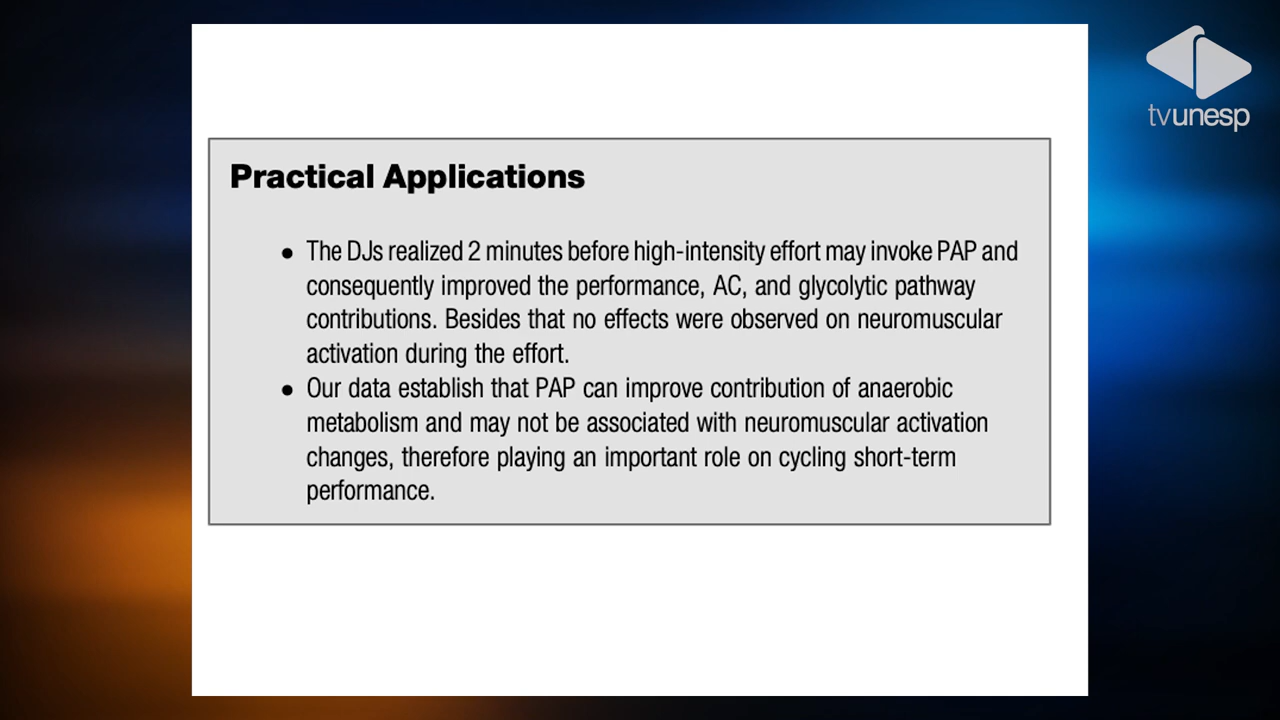 tvunesp
Practical Applications
● The DJs realized 2 minutes before high-intensity effort may invoke PAP and
consequently improved the performance, AC, and glycolytic pathway
contributions. Besides that no effects were observed on neuromuscular
activation during the effort.
● Our data establish that PAP can improve contribution of anaerobic
metabolism and may not be associated with neuromuscular activation
changes, therefore playing an important role on cycling short-term
performance.